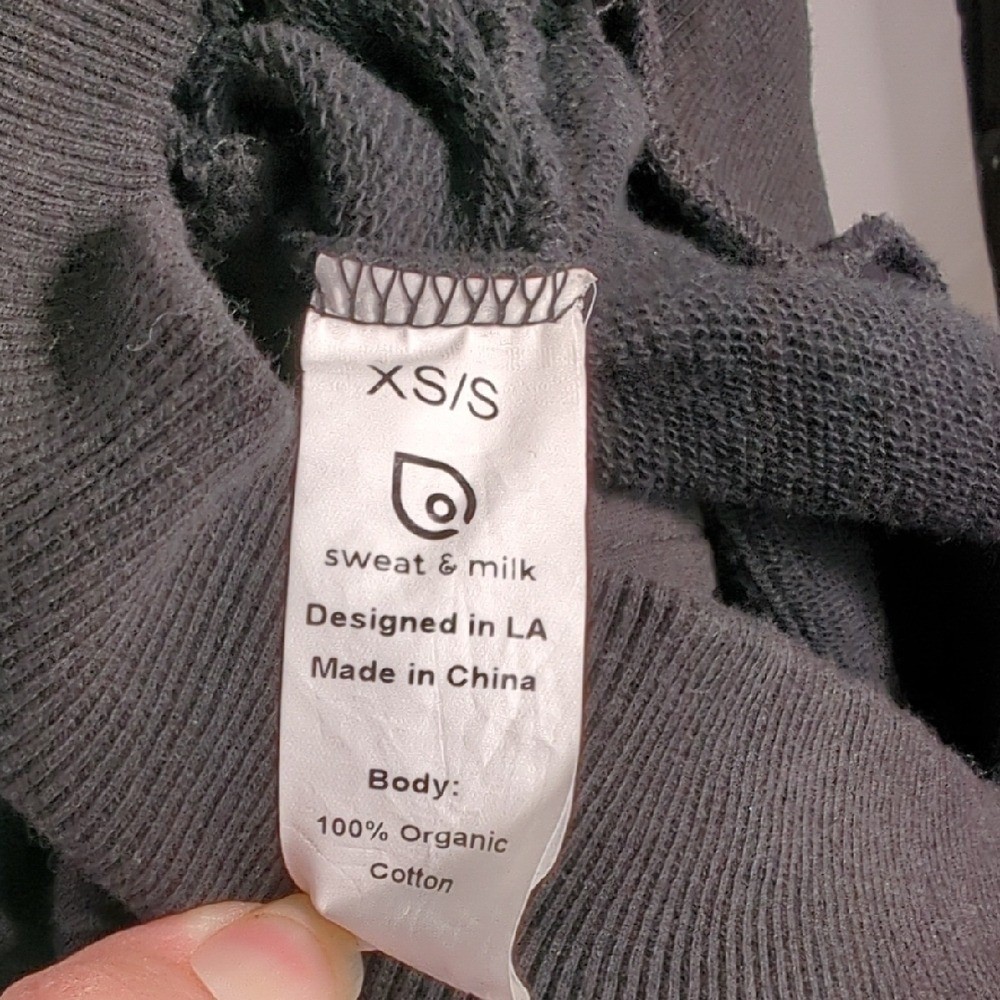 XS/S
sweat & milk
Designed in LA
Made in China
Body:
100% Organic
Cotton